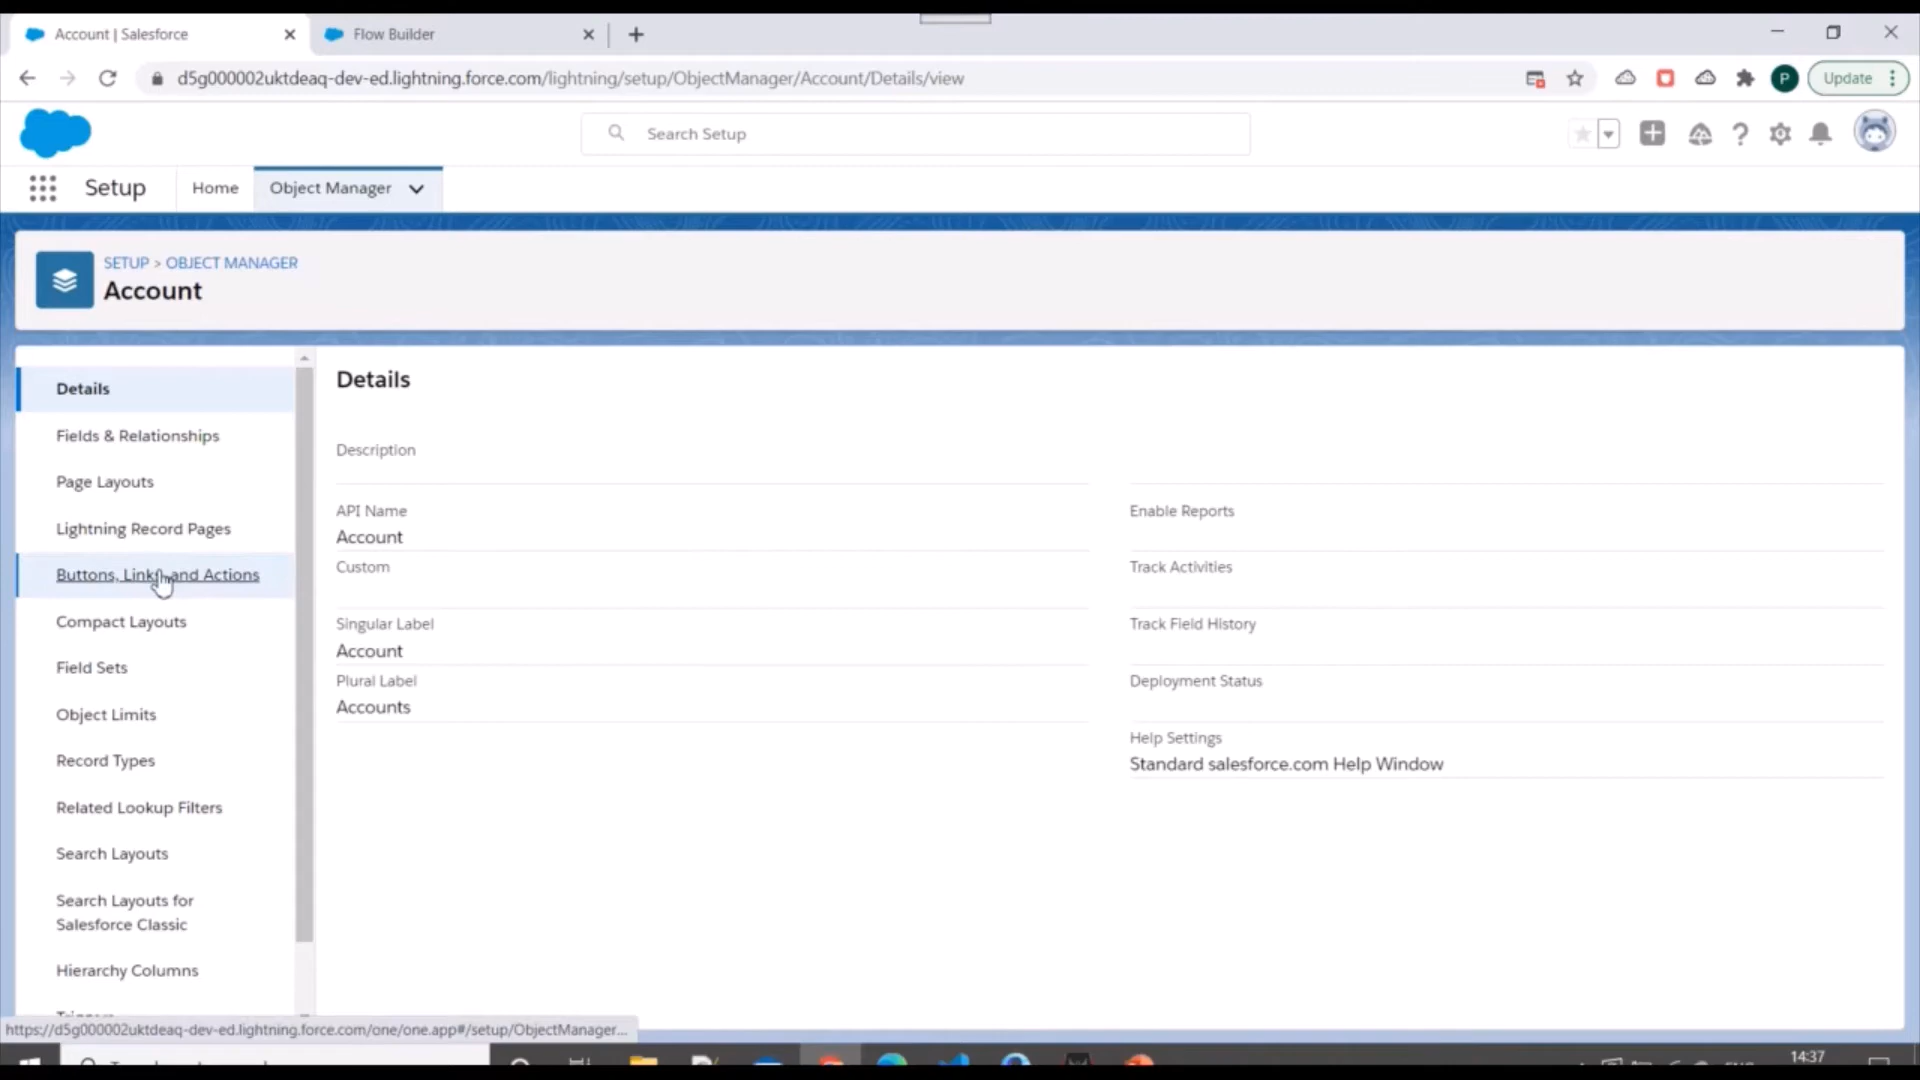 Account | Salesforce
Flow Builder
d5g000002uktdeaq-dev-ed.lightning.force.com/lightning/setup/ObjectManager/Account/Details/view
P
Update
Search Setup
Setup
Home
Object Manager
SETUP > OBJECT MANAGER
Account
Details
Fields & Relationships
Page Layouts
Lightning Record Pages
Buttons, Links, and Actions
Compact Layouts
Field Sets
Object Limits
Record Types
Related Lookup Filters
Search Layouts
Search Layouts for
Salesforce Classic
Hierarchy Columns
Triggers
Details
Description
API Name
Account
Custom
Singular Label
Account
Plural Label
Accounts
Enable Reports
Track Activities
Track Field History
Deployment Status
Help Settings
Standard salesforce.com Help Window
https://d5g000002uktdeaq-dev-ed.lightning.force.com/one/one.app#/setup/ObjectManager...
14:37